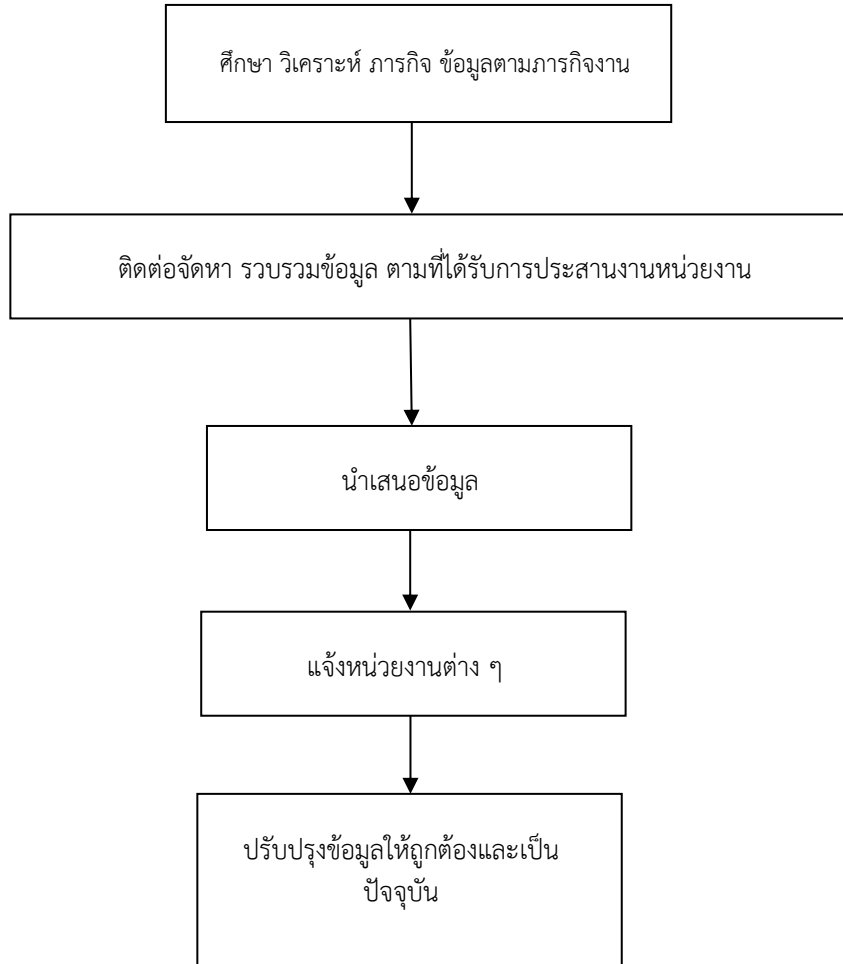 ศึกษา วิเคราะห์ ภารกิจ ข้อมูลตามภารกิจงาน
ติดต่อจัดหา รวบรวมข้อมูล ตามที่ได้รับการประสานงานหน่วยงาน
นำเสนอข้อมูล
แจ้งหน่วยงานต่าง ๆ
ปรับปรุงข้อมูลให้ถูกต้องและเป็น
ปัจจุบัน